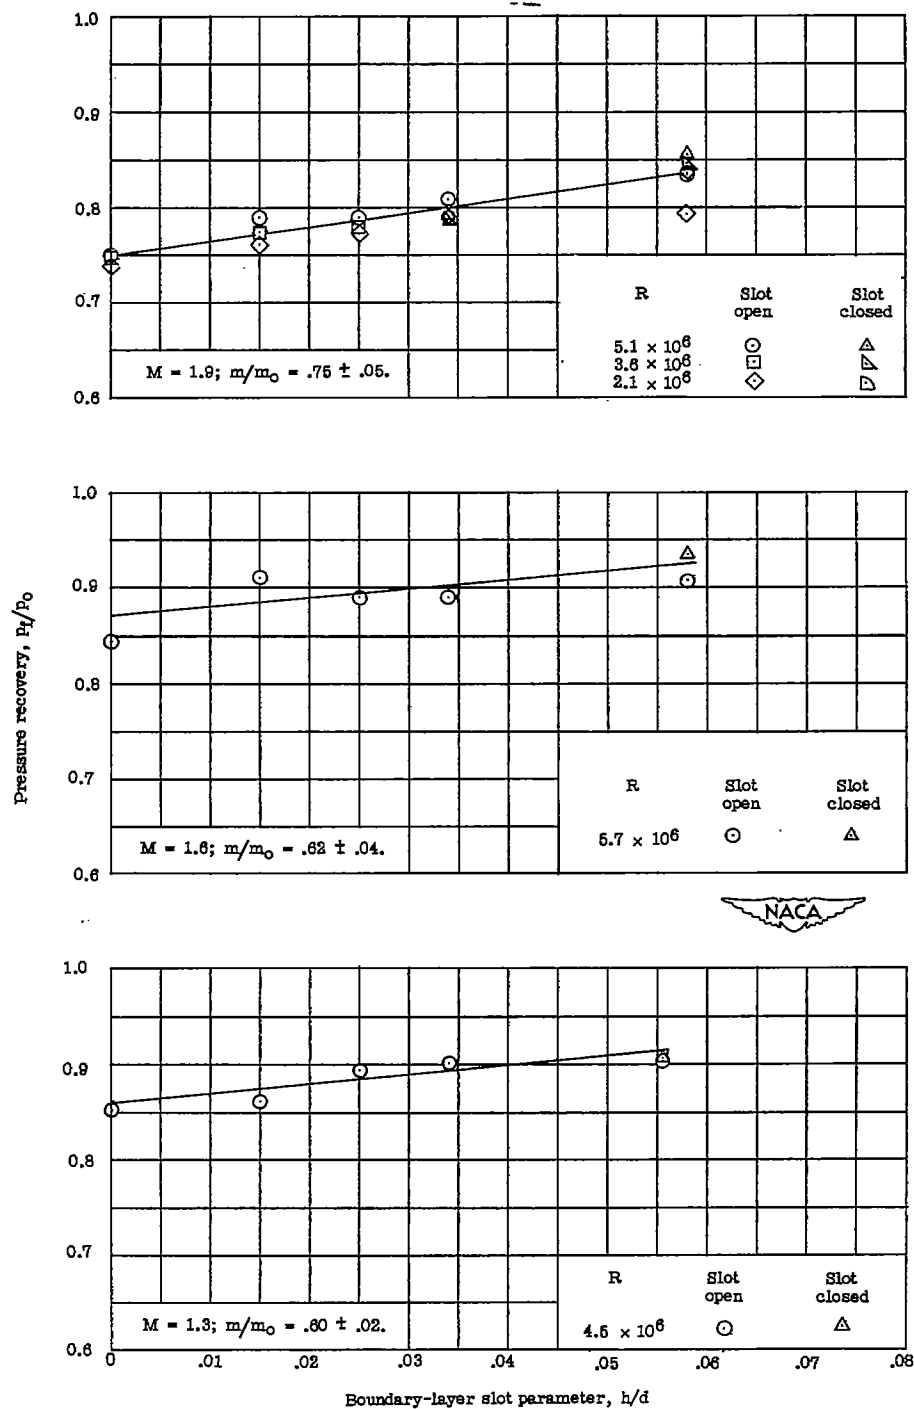 1.0
0.9
0.8
0.7
0.6
R Slot open Slot closed
5.1 × 10⁶
3.6 × 10⁶
2.1 × 10⁶
M = 1.9; m/m₀ = .75 ± .05.
Pressure recovery, p₁/p₀
1.0
0.9
0.8
0.7
0.6
R Slot open Slot closed
5.7 × 10⁶
M = 1.6; m/m₀ = .62 ± .04.
NACA
1.0
0.9
0.8
0.7
0.6
R Slot open Slot closed
4.5 × 10⁶
M = 1.3; m/m₀ = .60 ± .02.
0 .01 .02 .03 .04 .05 .06 .07 .08
Boundary-layer slot parameter, h/d